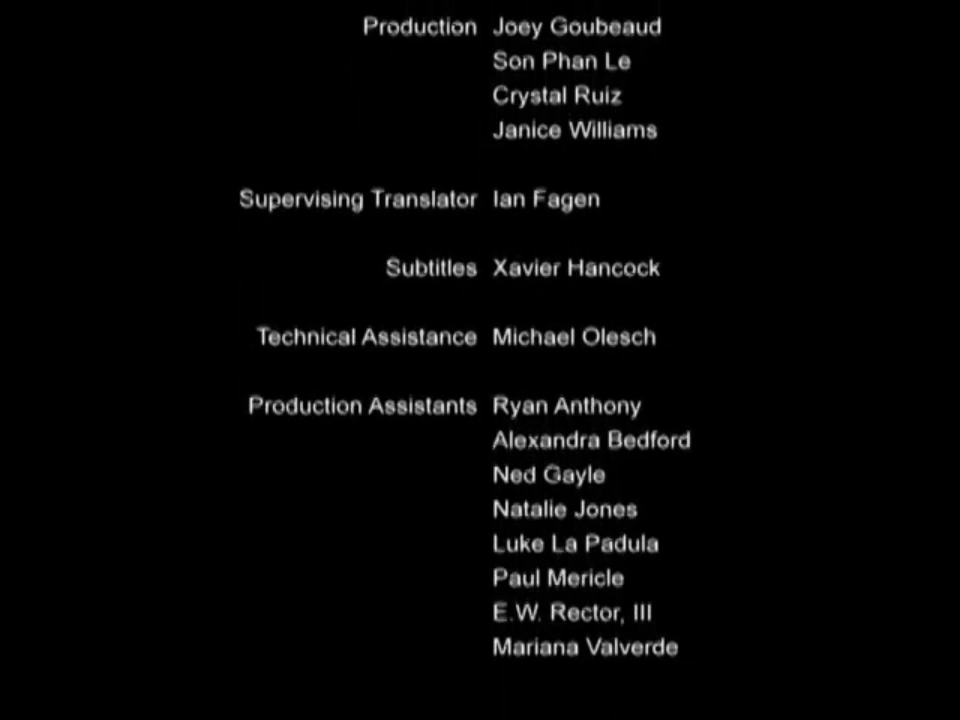 Production Joey Goubeaud
Son Phan Le
Crystal Ruiz
Janice Williams
Supervising Translator Ian Fagen
Subtitles Xavier Hancock
Technical Assistance Michael Olesch
Production Assistants Ryan Anthony
Alexandra Bedford
Ned Gayle
Natalie Jones
Luke La Padula
Paul Mericle
E.W. Rector, III
Mariana Valverde